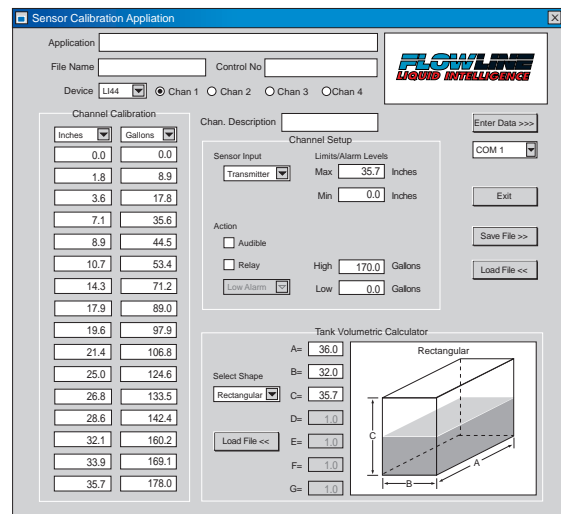 Sensor Calibration Appliation
Application
File Name
Control No
FLOWLINE
LIQUID INTELLIGENCE
Device LI44 Chan 1 Chan 2 Chan 3 Chan 4
Channel Calibration
Inches Gallons
0.0 0.0
1.8 8.9
3.6 17.8
7.1 35.6
8.9 44.5
10.7 53.4
14.3 71.2
17.9 89.0
19.6 97.9
21.4 106.8
25.0 124.6
26.8 133.5
28.6 142.4
32.1 160.2
33.9 169.1
35.7 178.0
Chan. Description
Channel Setup
Sensor Input
Transmitter
Limits/Alarm Levels
Max 35.7 Inches
Min 0.0 Inches
Action
Audible
Relay
Low Alarm
High 170.0 Gallons
Low 0.0 Gallons
Enter Data >>>
COM 1
Exit
Save File >>
Load File <<
Tank Volumetric Calculator
Select Shape
Rectangular
Load File <<
A= 36.0
B= 32.0
C= 35.7
D= 1.0
E= 1.0
F= 1.0
G= 1.0
Rectangular
C
A
B